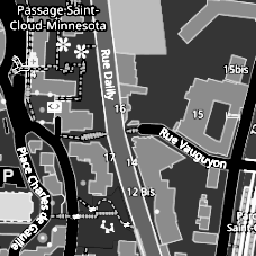 Passage Saint-
Cloud-Minnesota
Rue Dailly
15bis
16
15
Rue Vauguyon
17
14
P
Place Charles de
Gaulle
12 Bis